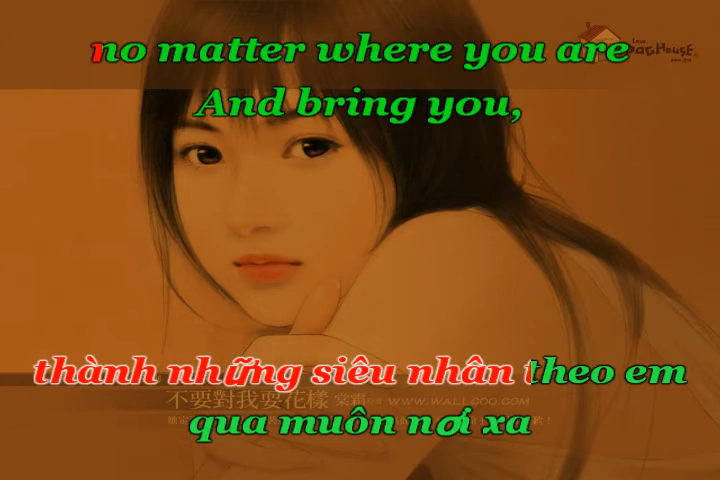 no matter where you are
And bring you,
thành những siêu nhân theo em
不要對我耍花樣 WWW.WALLCOO.COM
qua muôn nơi xa